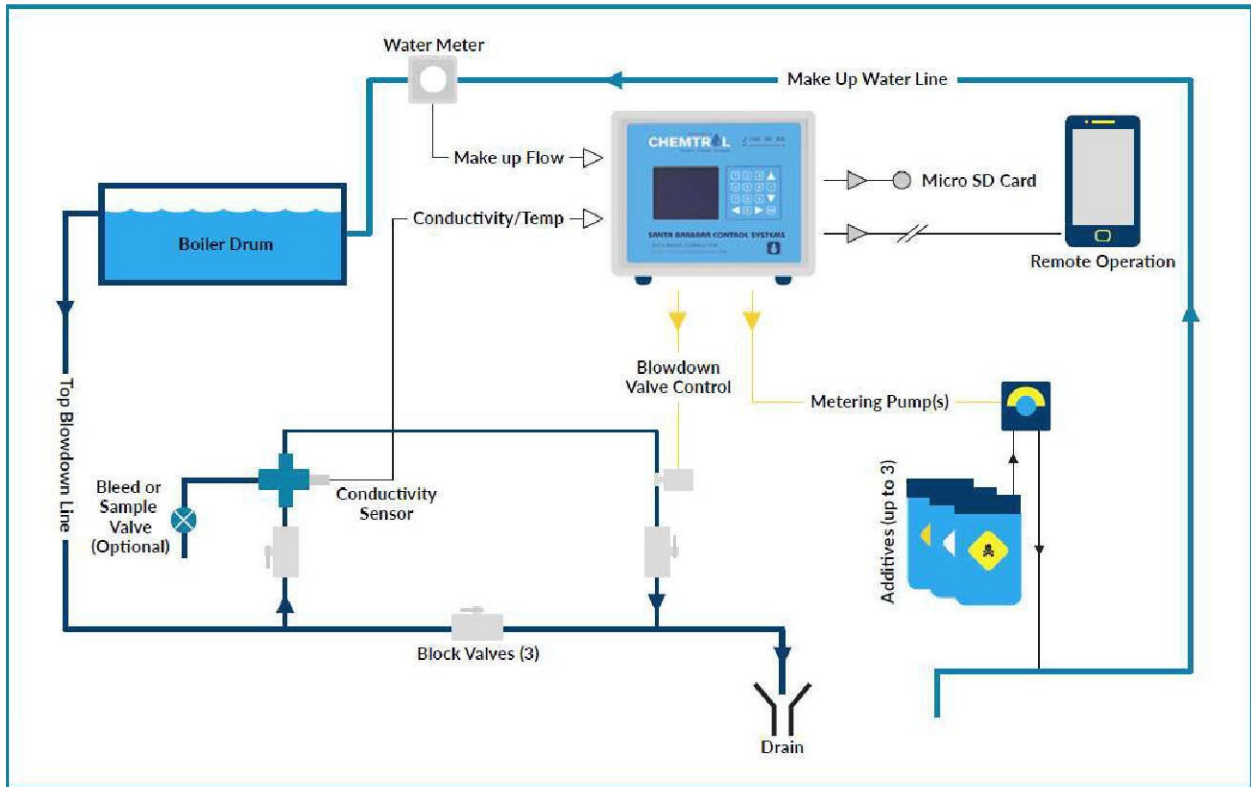 Water Meter
Make Up Water Line
CHEMTROL
Make up Flow
Micro SD Card
Conductivity/Temp
SANTA BARBARA CONTROL SYSTEMS
Boiler Drum
Remote Operation
Blowdown
Valve Control
Metering Pump(s)
Top Blowdown Line
Bleed or
Sample
Valve
(Optional)
Conductivity
Sensor
Additives (up to 3)
Block Valves (3)
Drain